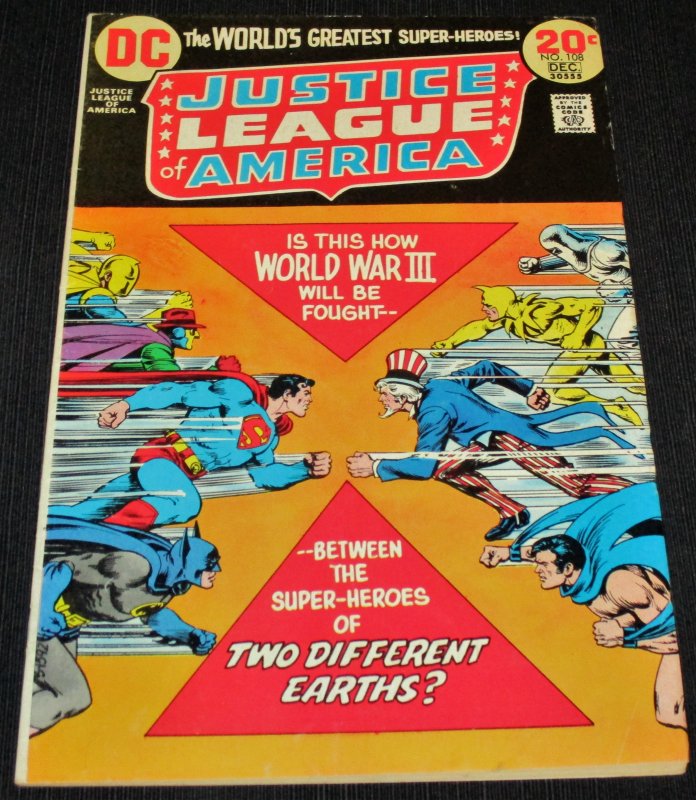 DC
The WORLD'S GREATEST SUPER-HEROES!
20c
NO. 108
DEC.
30555
JUSTICE
LEAGUE OF
AMERICA
APPROVED
BY THE
COMICS
CODE
AUTHORITY
JUSTICE
LEAGUE
of AMERICA
IS THIS HOW
WORLD WAR III
WILL BE
FOUGHT--
S
--BETWEEN
THE
SUPER-HEROES
OF
TWO DIFFERENT
EARTHS?